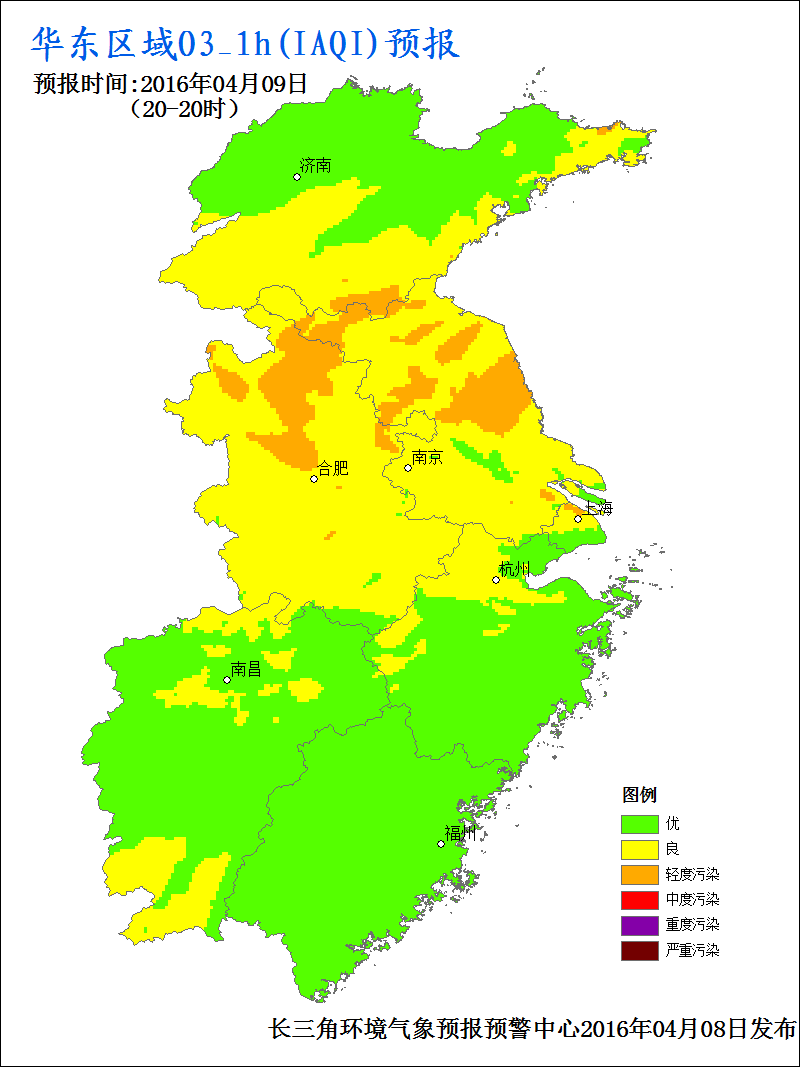 华东区域O3_1h(IAQI)预报
预报时间:2016年04月09日
(20-20时)
济南
合肥
南京
上海
杭州
南昌
福州
图例
优
良
轻度污染
中度污染
重度污染
严重污染
长三角环境气象预报预警中心2016年04月08日发布